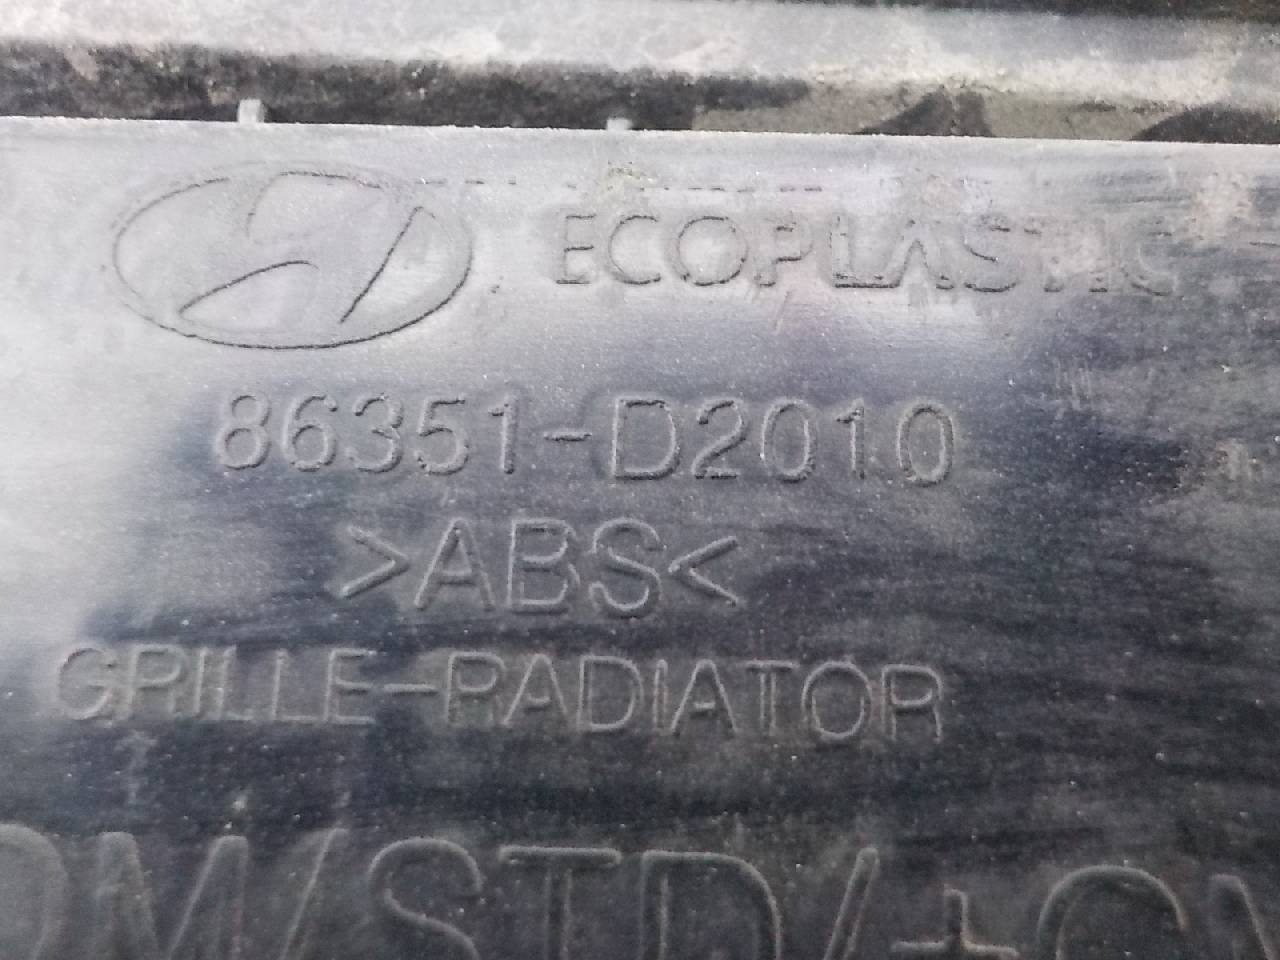 ECOPLASTIC
86351-D2010
>ABS<
GRILLE-RADIATOR